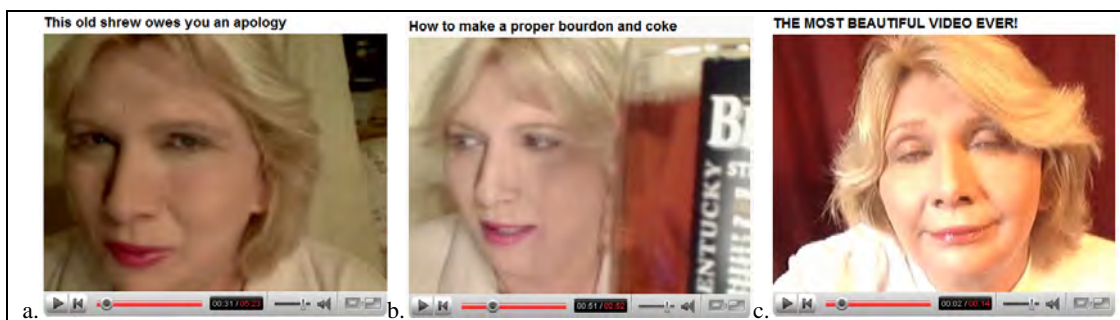 This old shrew owes you an apology
How to make a proper bourdon and coke
THE MOST BEAUTIFUL VIDEO EVER!
KENTUCKY
a.
00:31 / 05:23
b.
00:51 / 02:52
c.
00:02 / 00:14